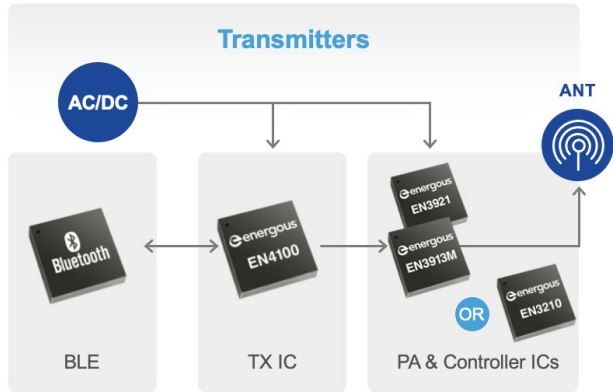 Transmitters
AC/DC
ANT
Bluetooth
energous
EN4100
energous
EN3921
energous
EN3913M
OR
energous
EN3210
BLE
TX IC
PA & Controller ICs